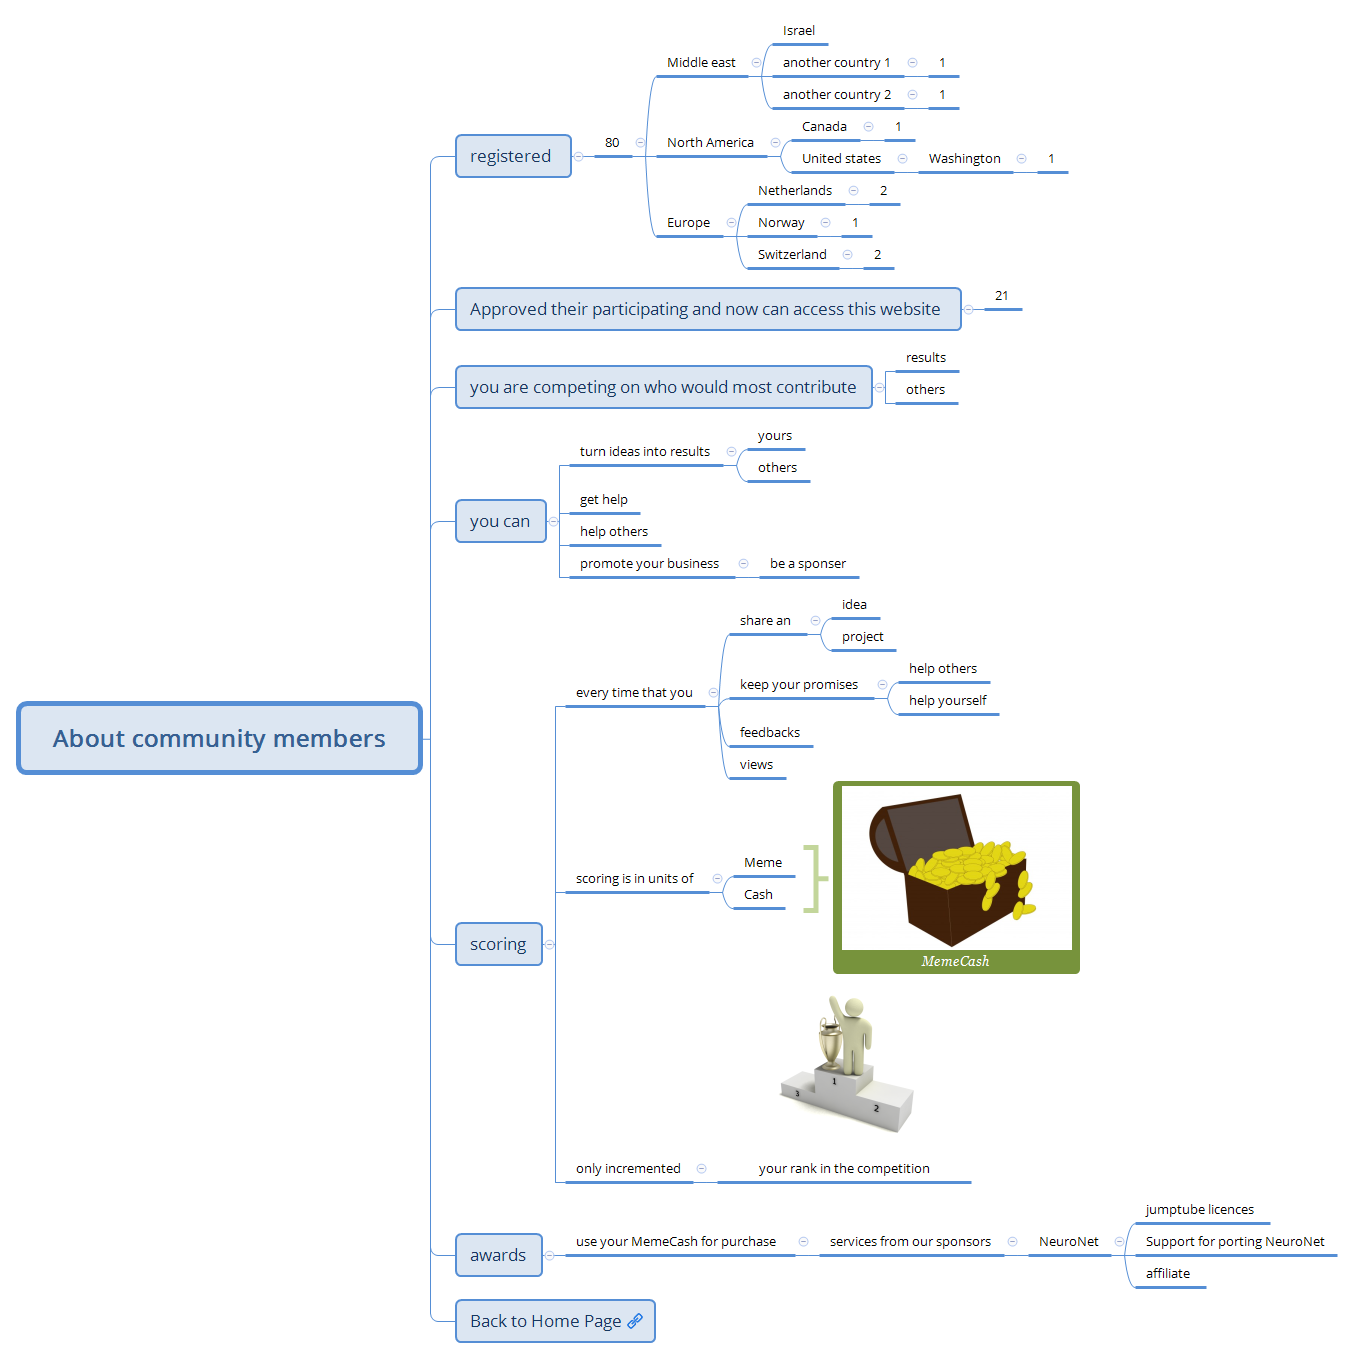 About community members
registered
80
Middle east
Israel
another country 1
1
another country 2
1
North America
Canada
1
United states
Washington
1
Europe
Netherlands
2
Norway
1
Switzerland
2
Approved their participating and now can access this website
21
you are competing on who would most contribute
results
others
you can
turn ideas into results
yours
others
get help
help others
promote your business
be a sponser
scoring
every time that you
share an
idea
project
keep your promises
help others
help yourself
feedbacks
views
scoring is in units of
Meme
Cash
MemeCash
1
3
2
only incremented
your rank in the competition
awards
use your MemeCash for purchase
services from our sponsors
NeuroNet
jumptube licences
Support for porting NeuroNet
affiliate
Back to Home Page